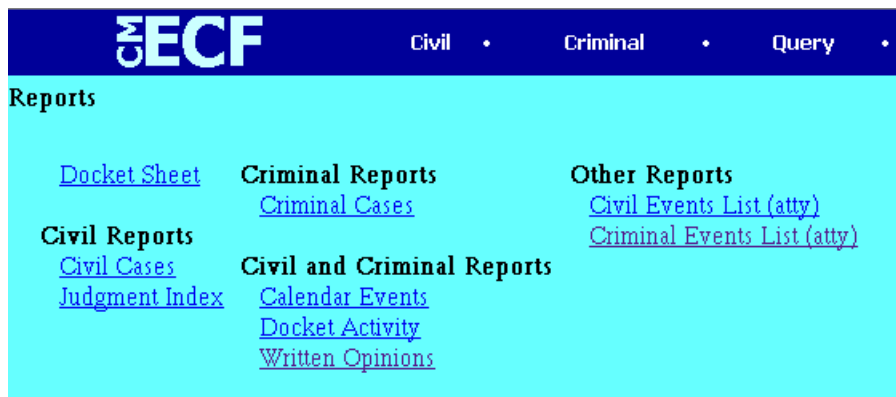 CM ECF Civil • Criminal • Query •
Reports
Docket Sheet
Civil Reports
Civil Cases
Judgment Index
Criminal Reports
Criminal Cases
Civil and Criminal Reports
Calendar Events
Docket Activity
Written Opinions
Other Reports
Civil Events List (atty)
Criminal Events List (atty)